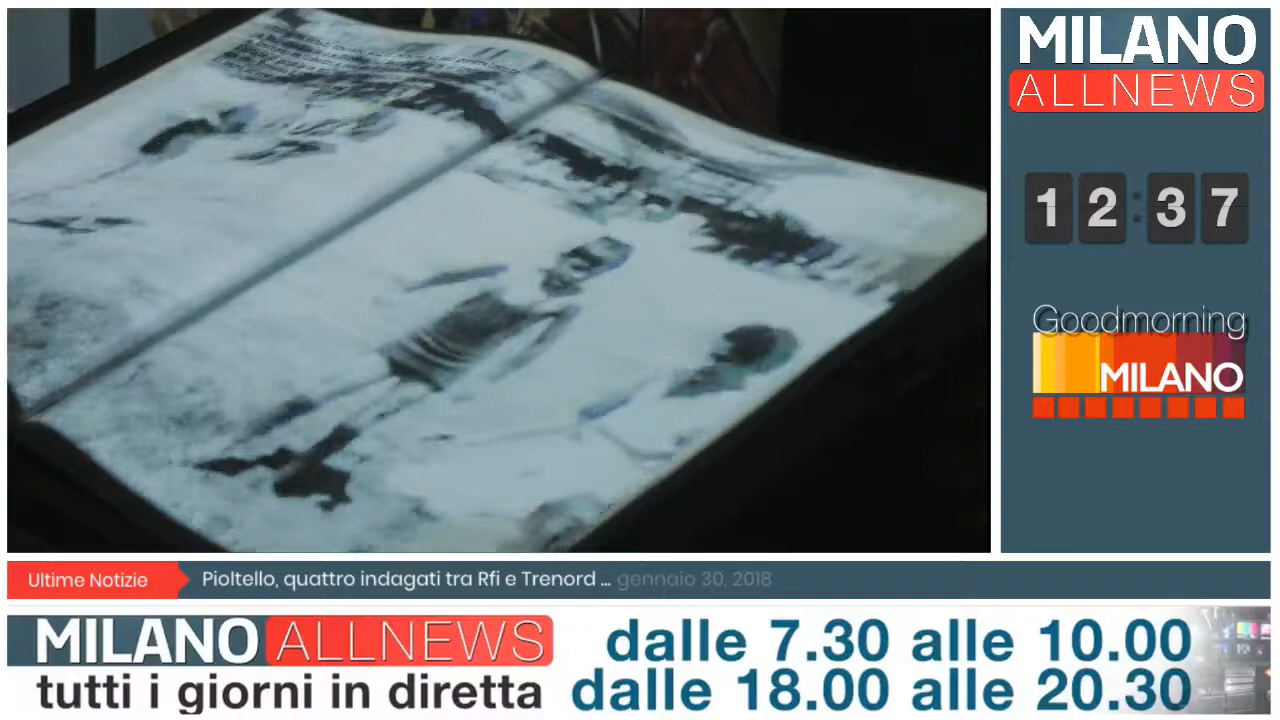 MILANO
ALLNEWS
12:37
Goodmorning
MILANO
Ultime Notizie
Pioltello, quattro indagati tra Rfi e Trenord ... gennaio 30, 2018
MILANO ALLNEWS
tutti i giorni in diretta
dalle 7.30 alle 10.00
dalle 18.00 alle 20.30